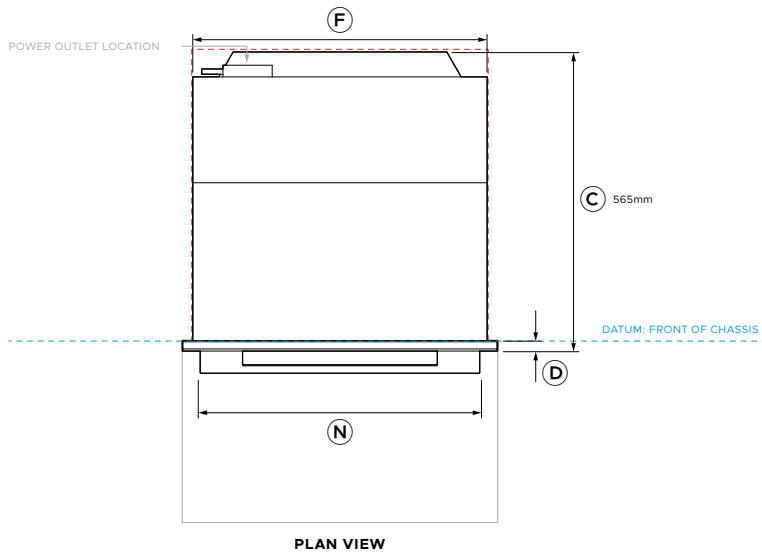 F
POWER OUTLET LOCATION
C 565mm
DATUM: FRONT OF CHASSIS
D
N
PLAN VIEW